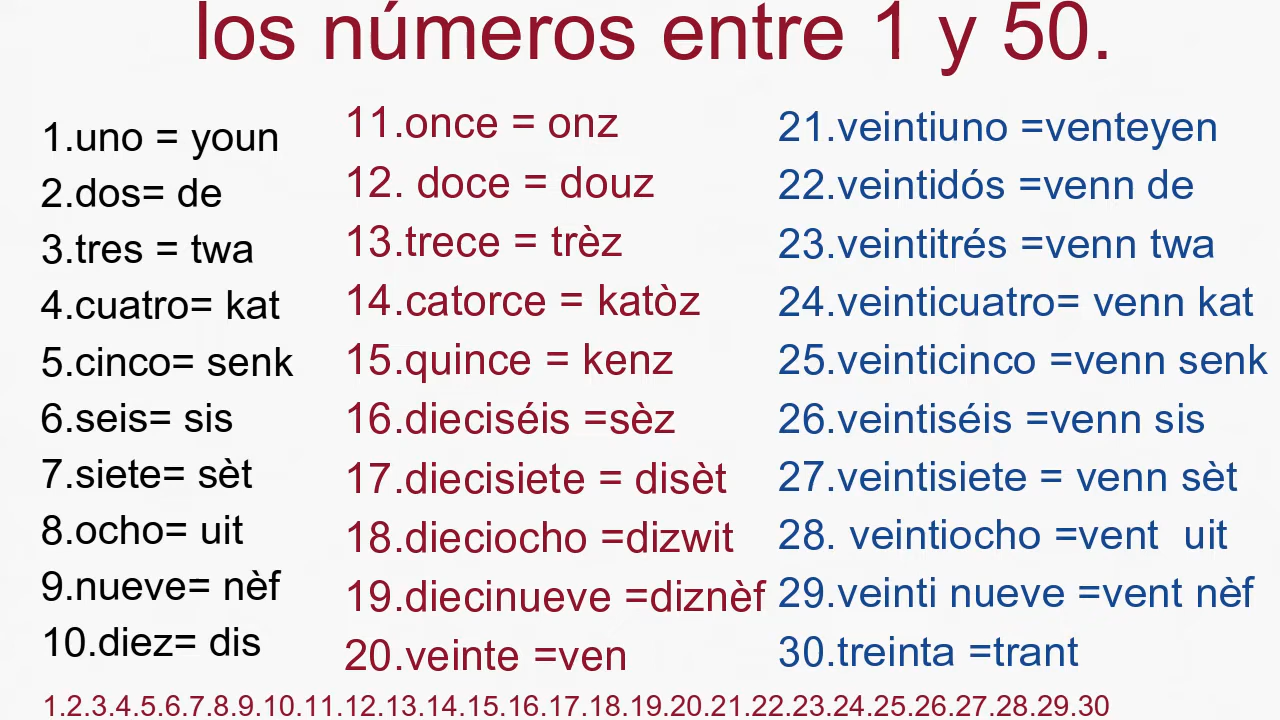 los números entre 1 y 50.
1.uno = youn
2.dos= de
3.tres = twa
4.cuatro= kat
5.cinco= senk
6.seis= sis
7.siete= sèt
8.ocho= uit
9.nueve= nèf
10.diez= dis
11.once = onz
12. doce = douz
13.trece = trèz
14.catorce = katòz
15.quince = kenz
16.dieciséis =sèz
17.diecisiete = disèt
18.dieciocho =dizwit
19.diecinueve =diznèf
20.veinte =ven
21.veintiuno =venteyen
22.veintidós =venn de
23.veintitrés =venn twa
24.veinticuatro= venn kat
25.veinticinco =venn senk
26.veintiséis =venn sis
27.veintisiete = venn sèt
28. veintiocho =vent  uit
29.veinti nueve =vent nèf
30.treinta =trant
1.2.3.4.5.6.7.8.9.10.11.12.13.14.15.16.17.18.19.20.21.22.23.24.25.26.27.28.29.30